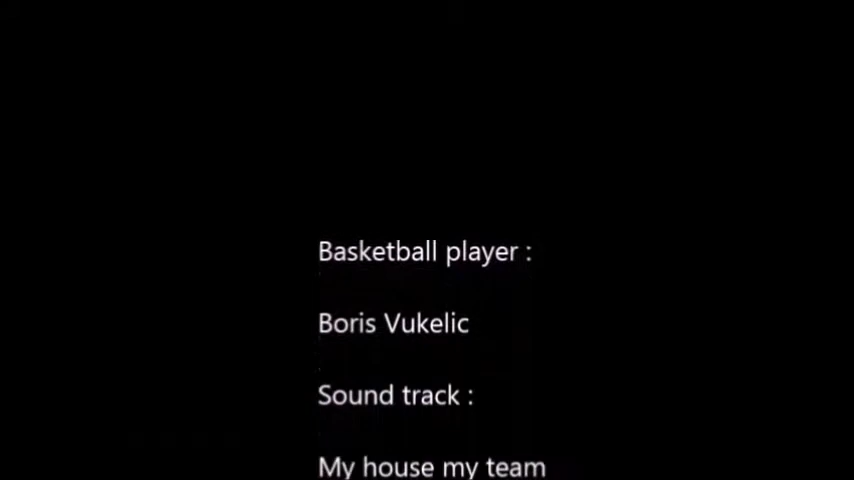 Basketball player :
Boris Vukelic
Sound track :
My house my team